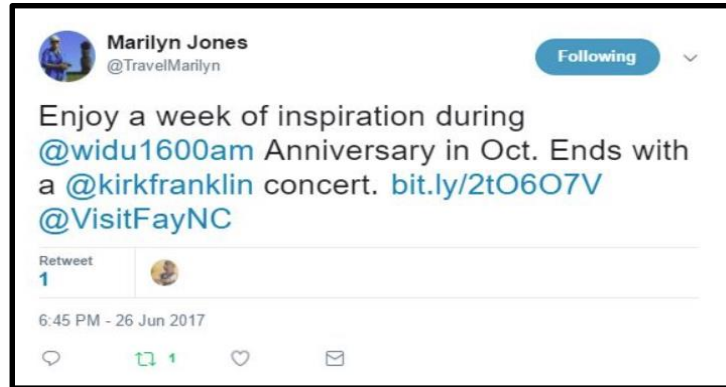 Marilyn Jones
@TravelMarilyn
Following
Enjoy a week of inspiration during
@widu1600am Anniversary in Oct. Ends with
a @kirkfranklin concert. bit.ly/2tO6O7V
@VisitFayNC
Retweet
1
6:45 PM - 26 Jun 2017
1